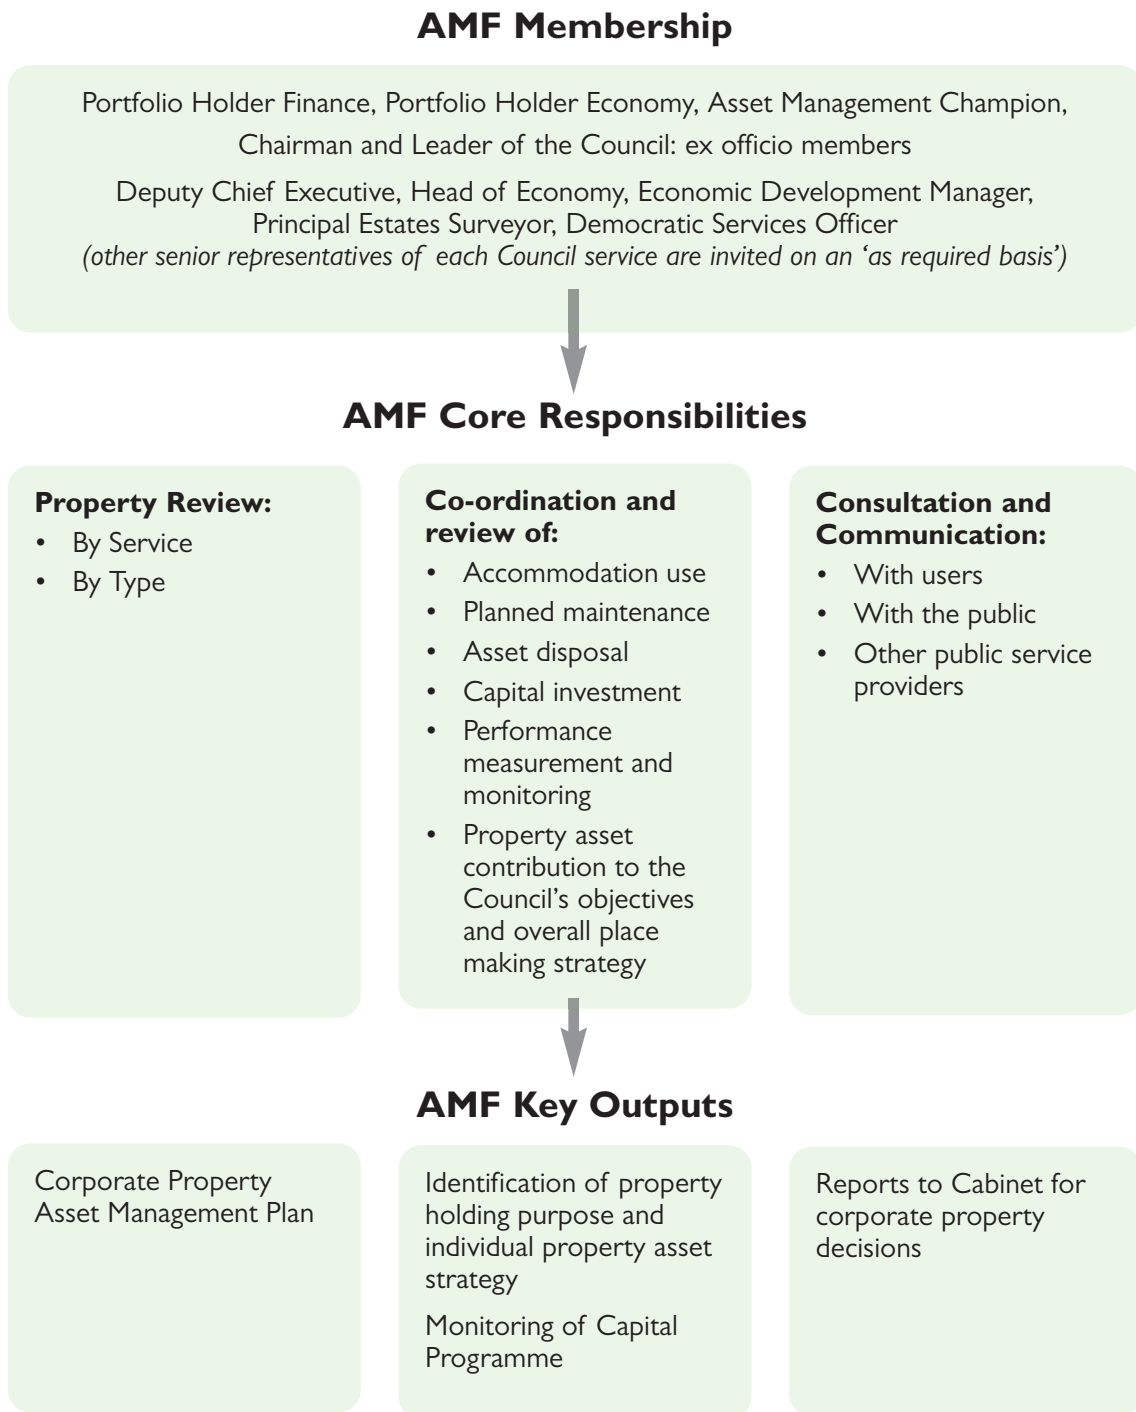 AMF Membership
Portfolio Holder Finance, Portfolio Holder Economy, Asset Management Champion,
Chairman and Leader of the Council: ex officio members
Deputy Chief Executive, Head of Economy, Economic Development Manager,
Principal Estates Surveyor, Democratic Services Officer
(other senior representatives of each Council service are invited on an ‘as required basis’)
AMF Core Responsibilities
Property Review:
• By Service
• By Type
Co-ordination and
review of:
• Accommodation use
• Planned maintenance
• Asset disposal
• Capital investment
• Performance
measurement and
monitoring
• Property asset
contribution to the
Council’s objectives
and overall place
making strategy
Consultation and
Communication:
• With users
• With the public
• Other public service
providers
AMF Key Outputs
Corporate Property
Asset Management Plan
Identification of property
holding purpose and
individual property asset
strategy
Monitoring of Capital
Programme
Reports to Cabinet for
corporate property
decisions